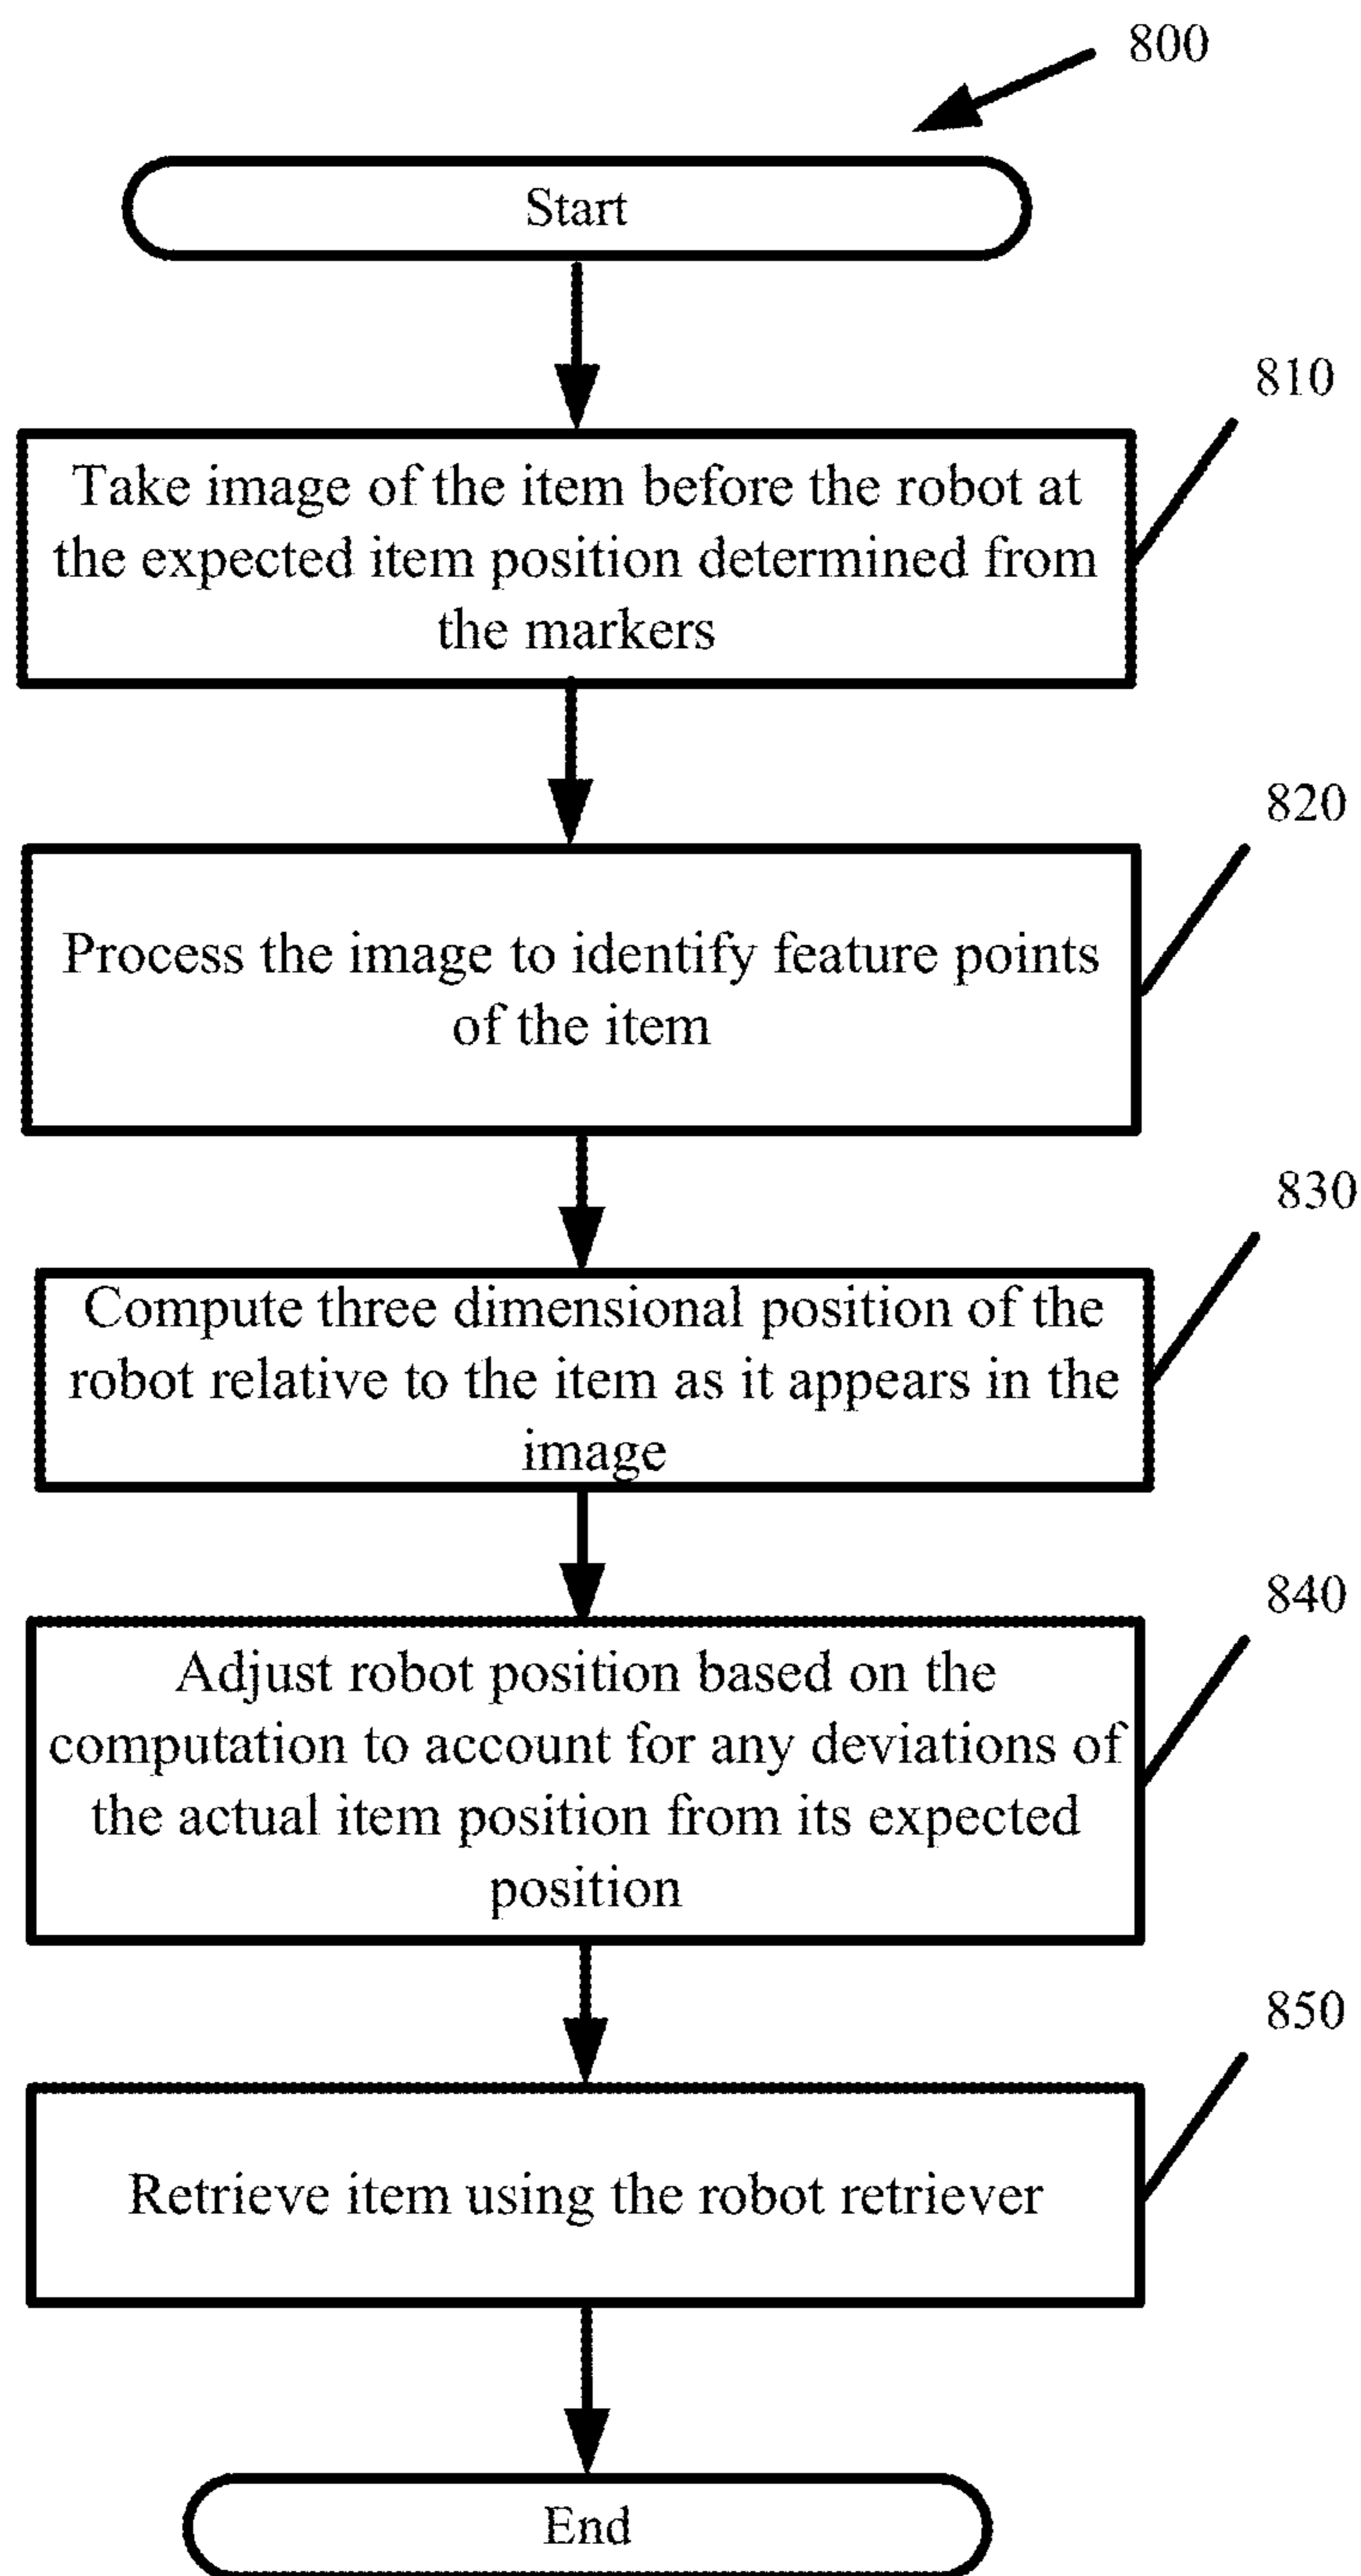 800
Start
810
Take image of the item before the robot at
the expected item position determined from
the markers
820
Process the image to identify feature points
of the item
830
Compute three dimensional position of the
robot relative to the item as it appears in the
image
840
Adjust robot position based on the
computation to account for any deviations of
the actual item position from its expected
position
850
Retrieve item using the robot retriever
End